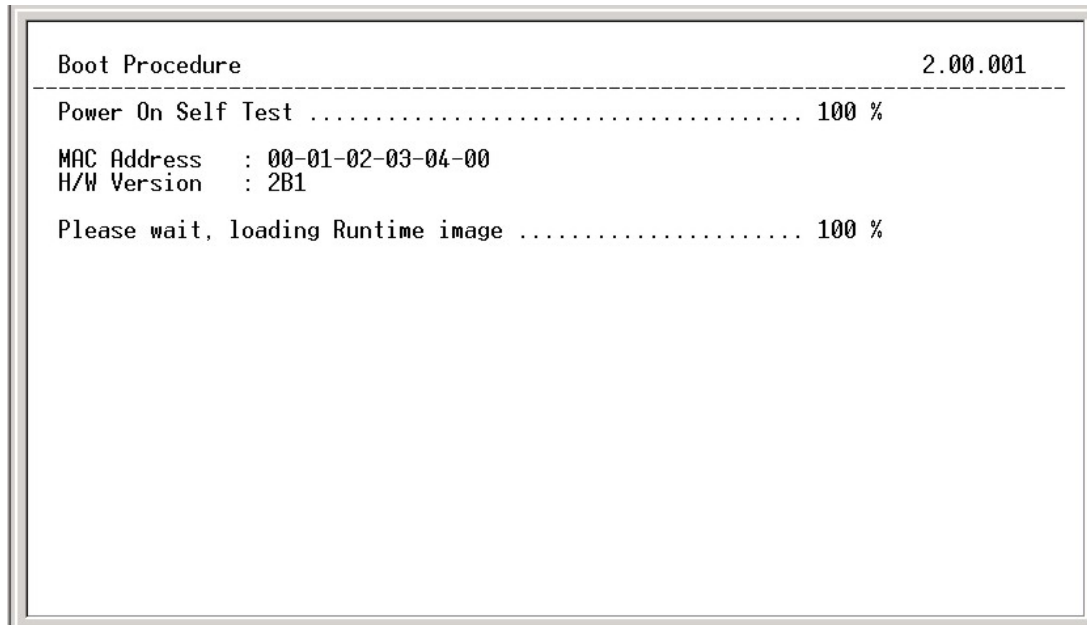 Boot Procedure 2.00.001
-------------------------------------------------------------------------------
Power On Self Test ...................................... 100 %
MAC Address : 00-01-02-03-04-00
H/W Version : 2B1
Please wait, loading Runtime image ...................... 100 %